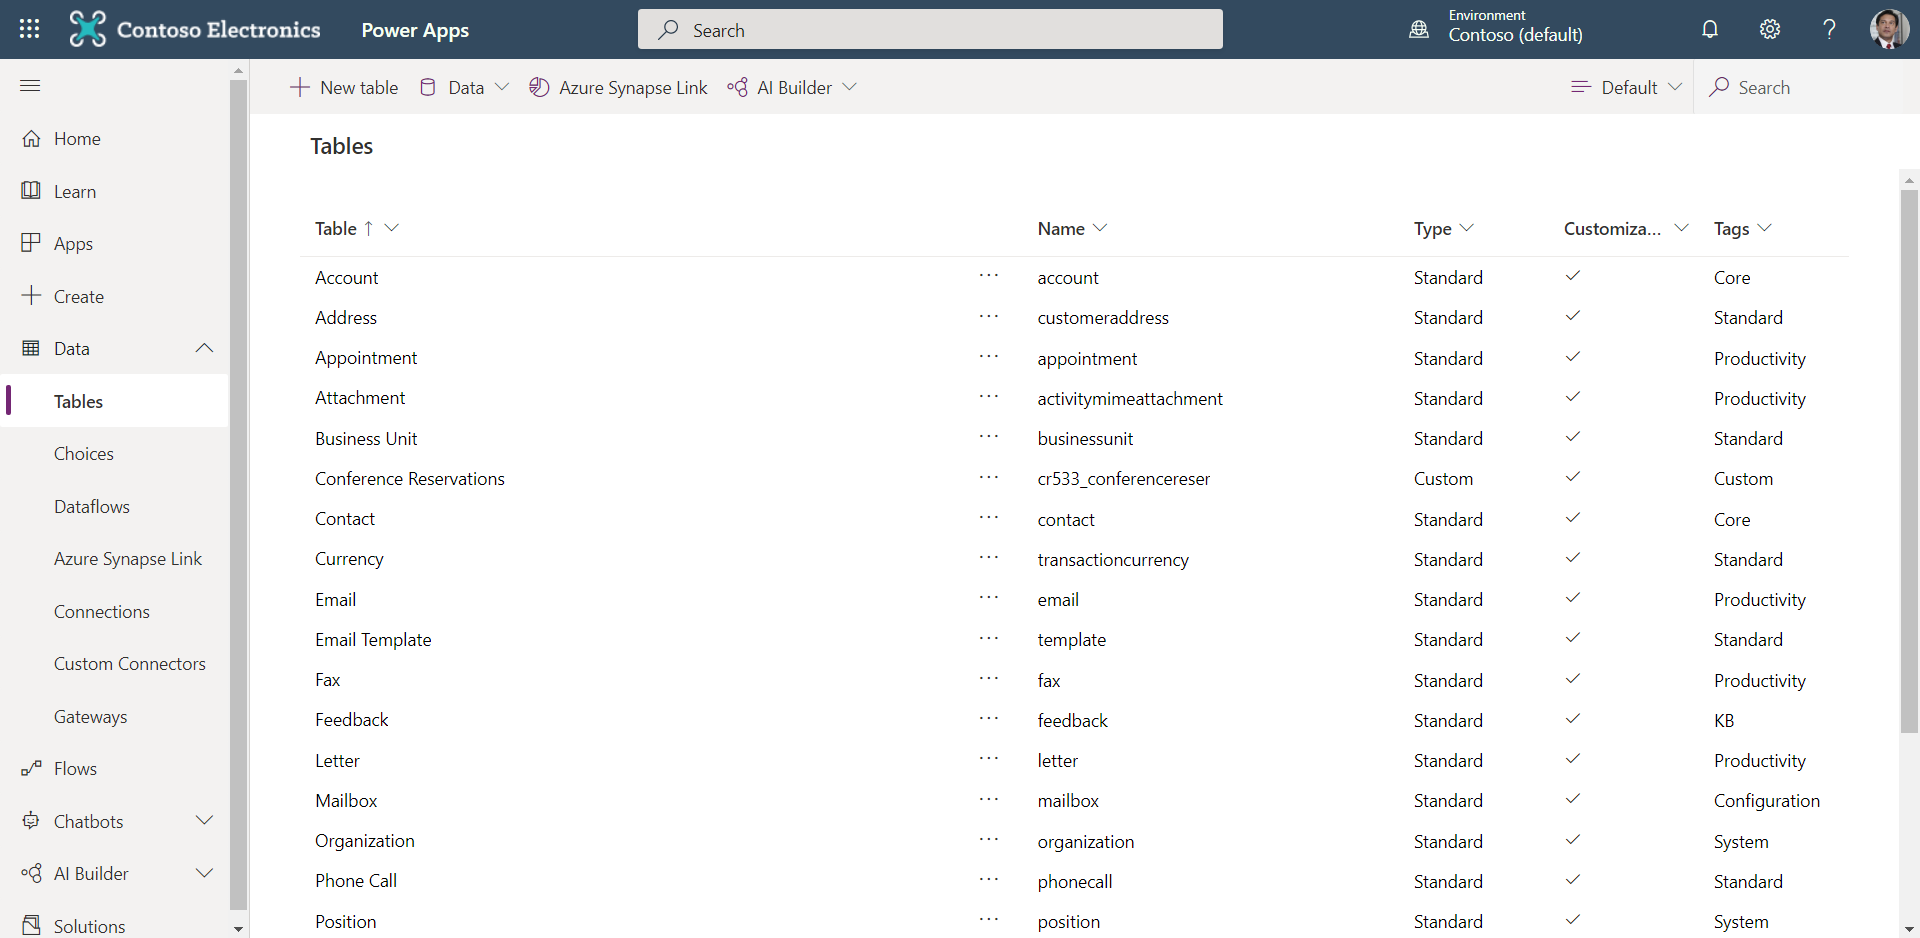 Contoso Electronics
Power Apps
Search
Environment
Contoso (default)
?
Home
Learn
Apps
Create
Data
Tables
Choices
Dataflows
Azure Synapse Link
Connections
Custom Connectors
Gateways
Flows
Chatbots
AI Builder
Solutions
New table Data Azure Synapse Link AI Builder Default Search
Tables
Table ↑ Name Type Customiza... Tags
Account ... account Standard ✓ Core
Address ... customeraddress Standard ✓ Standard
Appointment ... appointment Standard ✓ Productivity
Attachment ... activitymimeattachment Standard ✓ Productivity
Business Unit ... businessunit Standard ✓ Standard
Conference Reservations ... cr533_conferencereser Custom ✓ Custom
Contact ... contact Standard ✓ Core
Currency ... transactioncurrency Standard ✓ Standard
Email ... email Standard ✓ Productivity
Email Template ... template Standard ✓ Standard
Fax ... fax Standard ✓ Productivity
Feedback ... feedback Standard ✓ KB
Letter ... letter Standard ✓ Productivity
Mailbox ... mailbox Standard ✓ Configuration
Organization ... organization Standard ✓ System
Phone Call ... phonecall Standard ✓ Standard
Position ... position Standard ✓ System